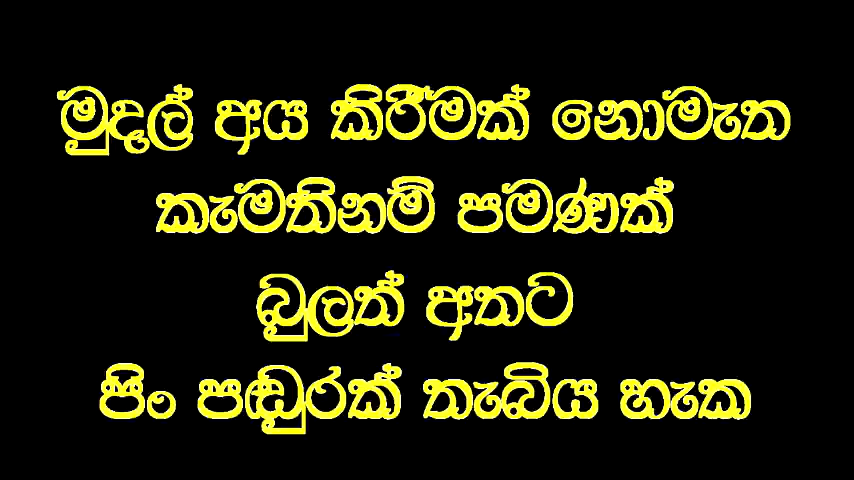 මුදල් අය කිරීමක් නොමැත
කැමතිනම් පමණක්
බුලත් අතට
පිං පඬුරක් තැබිය හැක